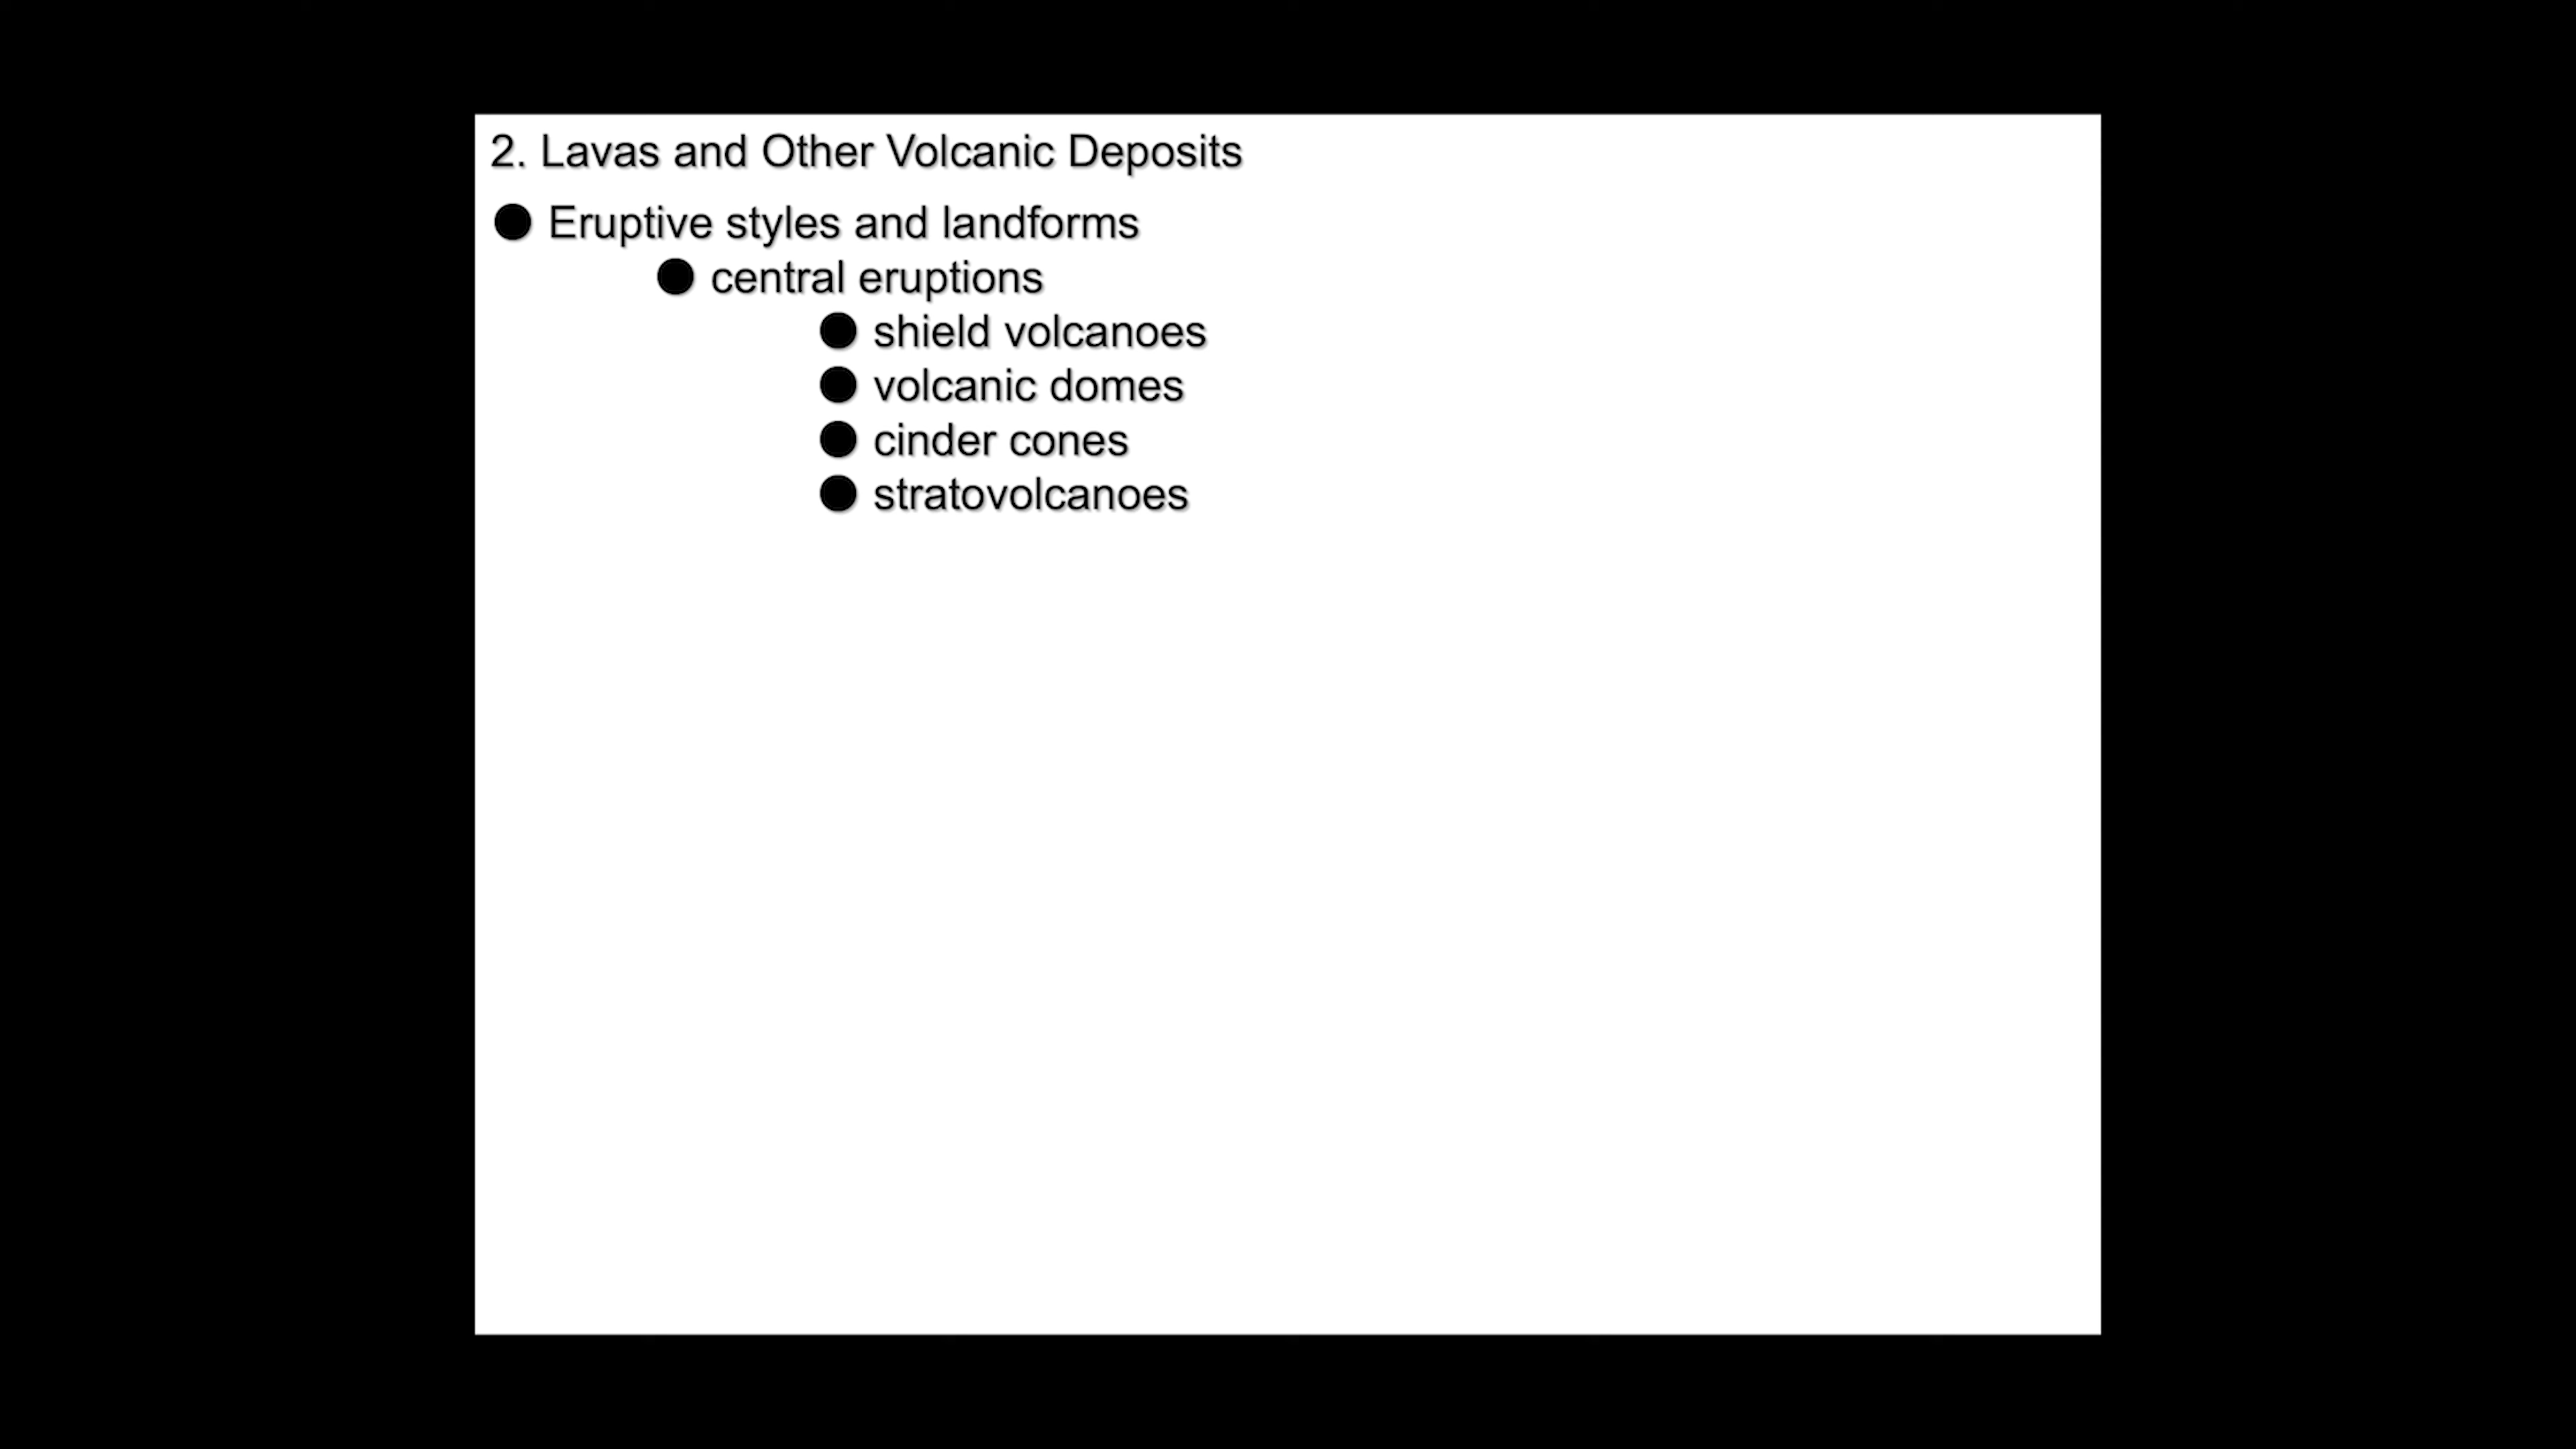 2. Lavas and Other Volcanic Deposits
● Eruptive styles and landforms
● central eruptions
● shield volcanoes
● volcanic domes
● cinder cones
● stratovolcanoes